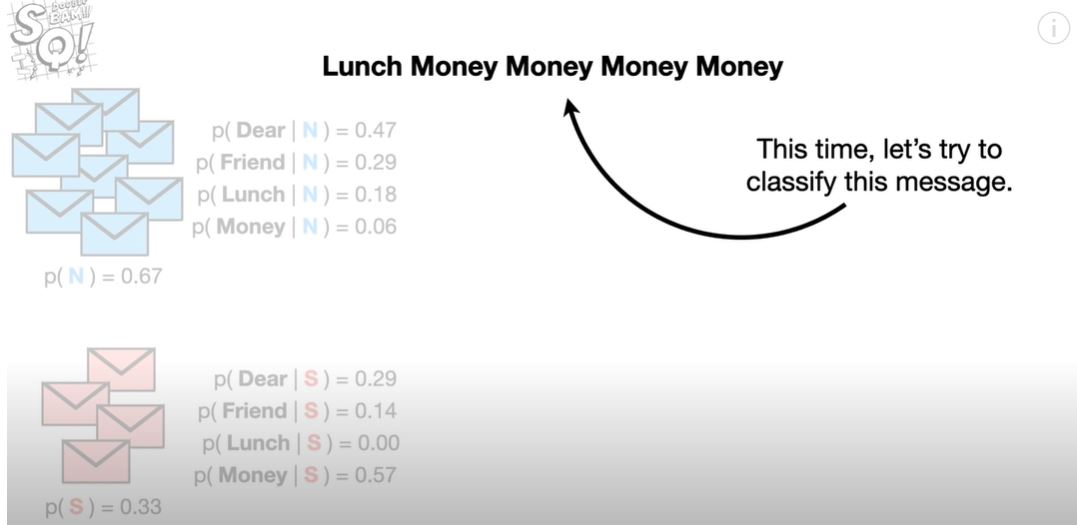 DOUBLE
BAM!!!
SQ!
Lunch Money Money Money Money
p( Dear | N ) = 0.47
p( Friend | N ) = 0.29
p( Lunch | N ) = 0.18
p( Money | N ) = 0.06
p( N ) = 0.67
This time, let’s try to
classify this message.
p( Dear | S ) = 0.29
p( Friend | S ) = 0.14
p( Lunch | S ) = 0.00
p( Money | S ) = 0.57
p( S ) = 0.33